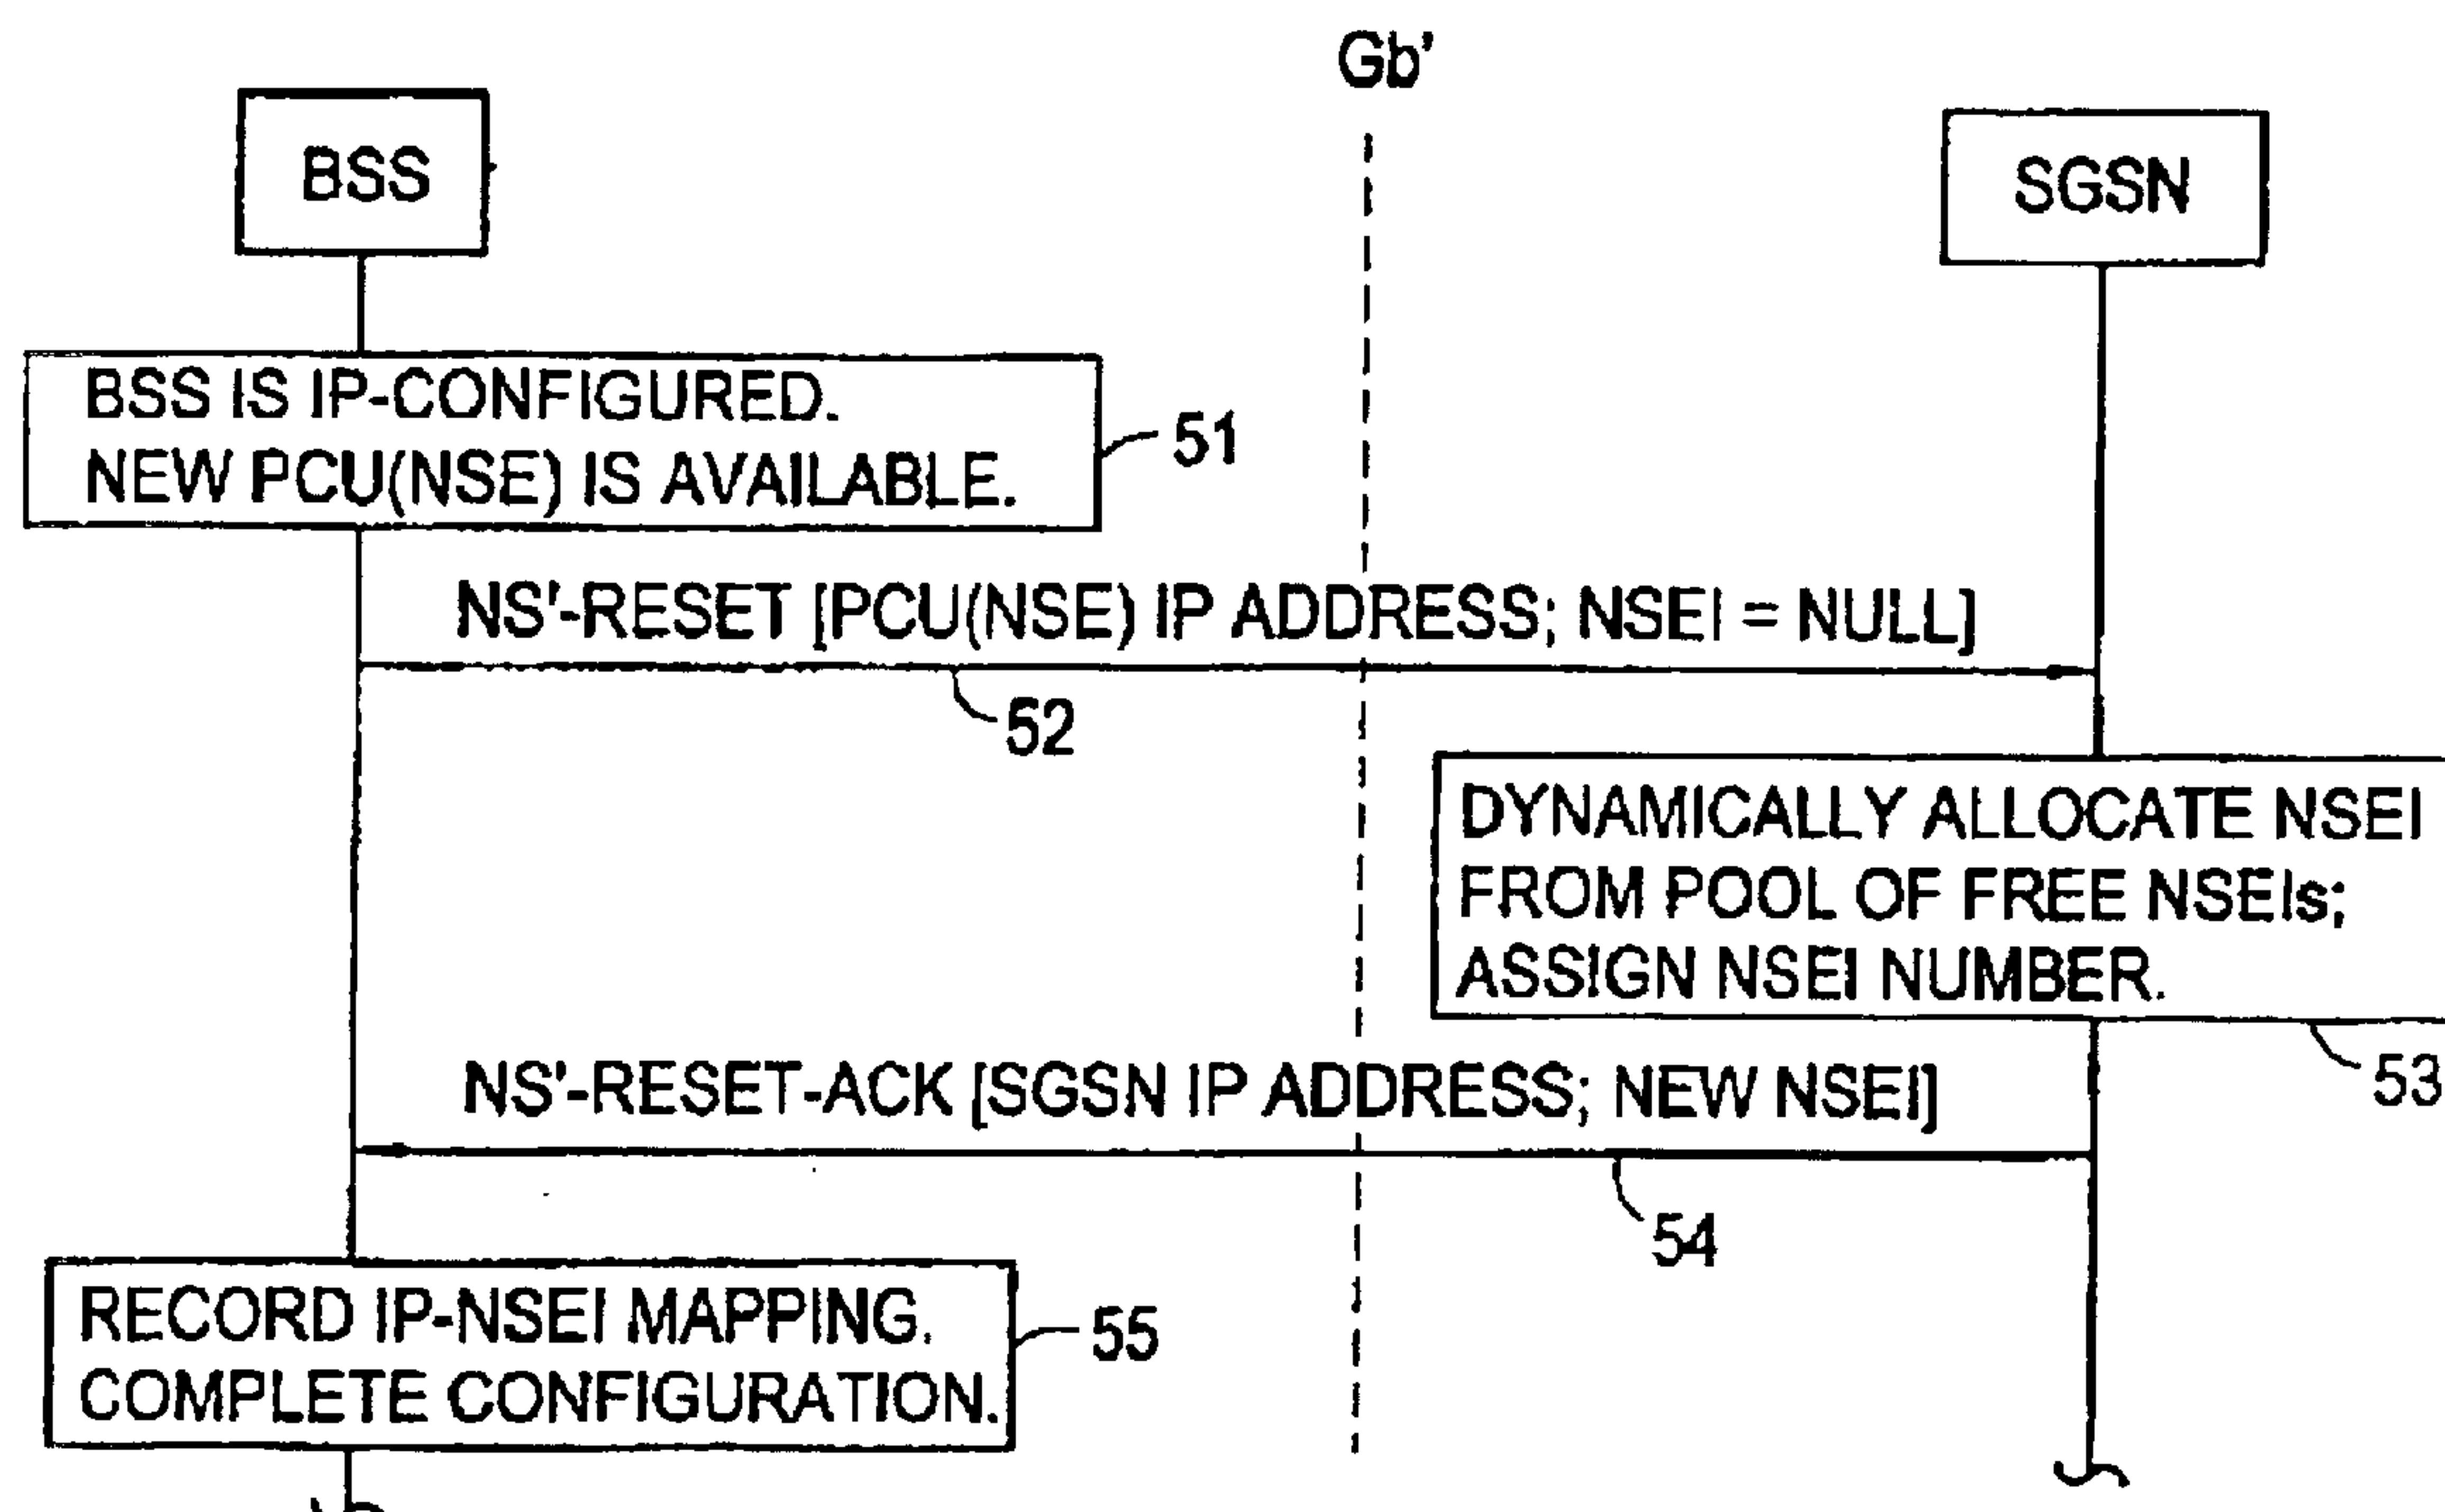 Gb'
BSS
SGSN
BSS IS IP-CONFIGURED.
NEW PCU(NSE) IS AVAILABLE.
51
NS'-RESET [PCU(NSE) IP ADDRESS; NSEI = NULL]
52
DYNAMICALLY ALLOCATE NSEI
FROM POOL OF FREE NSEIs;
ASSIGN NSEI NUMBER.
53
NS'-RESET-ACK [SGSN IP ADDRESS; NEW NSEI]
54
RECORD IP-NSEI MAPPING.
COMPLETE CONFIGURATION.
55